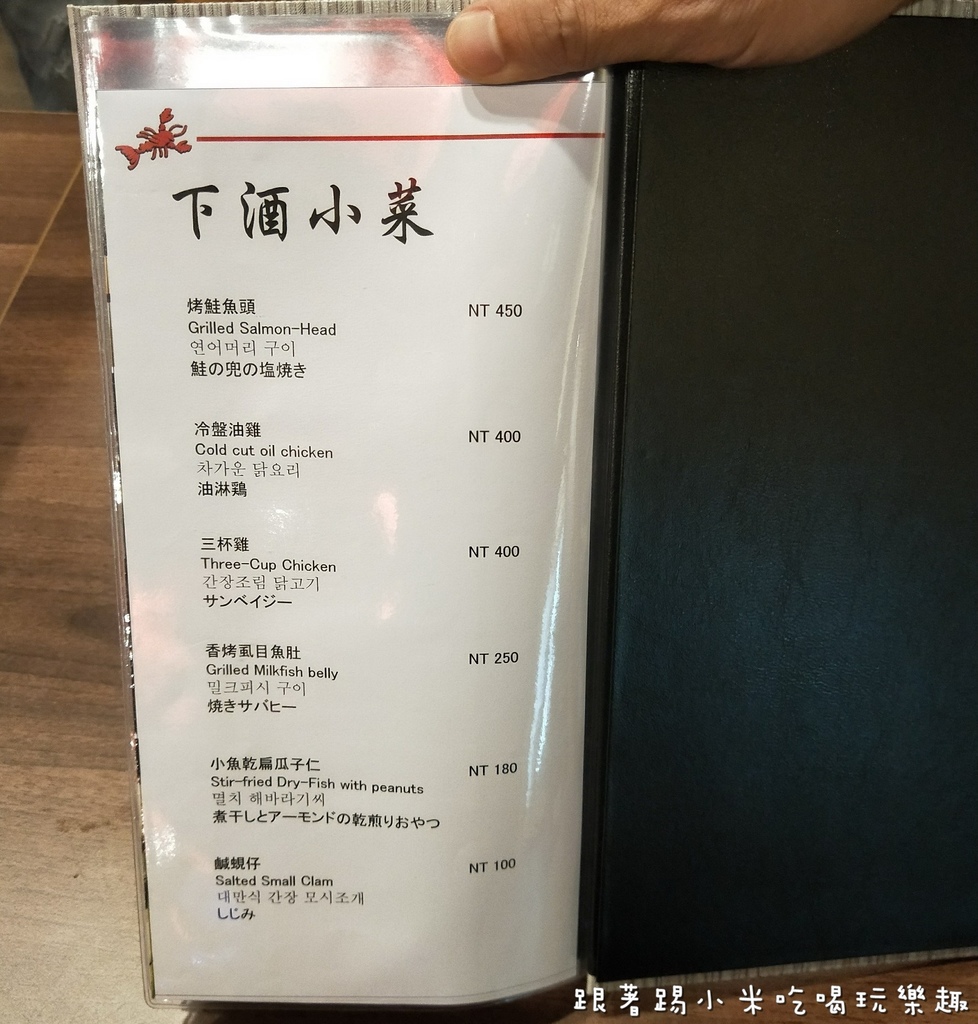 下酒小菜
烤鮭魚頭
NT 450
Grilled Salmon-Head
연어머리 구이
鮭の兜の塩焼き
冷盤油雞
NT 400
Cold cut oil chicken
차가운 닭요리
油淋鶏
三杯雞
NT 400
Three-Cup Chicken
간장조림 닭고기
サンベイジー
香烤虱目魚肚
NT 250
Grilled Milkfish belly
밀크피시 구이
焼きサバヒー
小魚乾扁瓜子仁
NT 180
Stir-fried Dry-Fish with peanuts
멸치 해바라기씨
煮干しとアーモンドの乾煎りおやつ
鹹蜆仔
NT 100
Salted Small Clam
대만식 간장 모시조개
しじみ
跟著踢小米吃喝玩樂趣